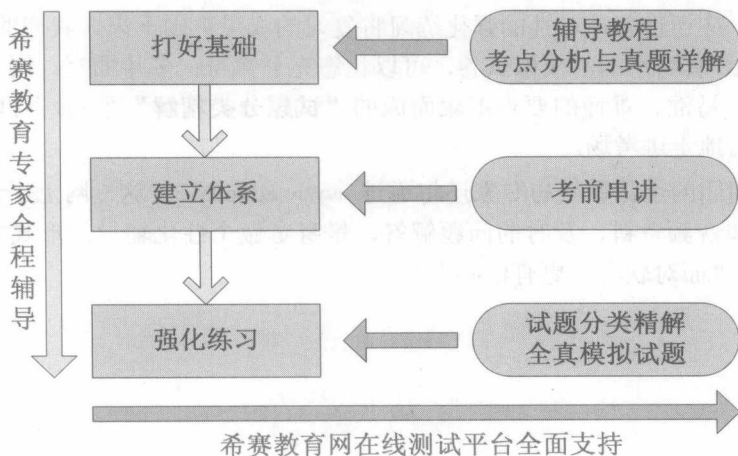 希赛教育专家全程辅导
打好基础
辅导教程
考点分析与真题详解
建立体系
考前串讲
强化练习
试题分类精解
全真模拟试题
希赛教育网在线测试平台全面支持